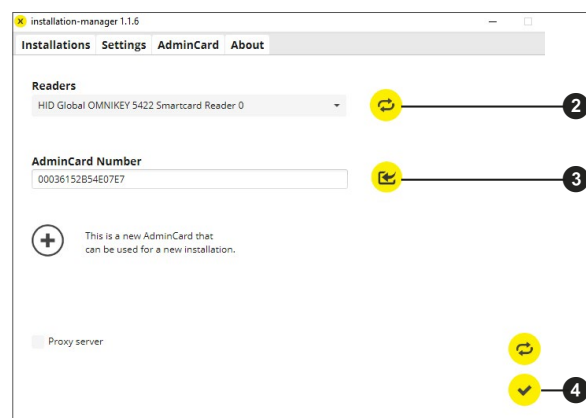 installation-manager 1.1.6
Installations Settings AdminCard About
Readers
HID Global OMNIKEY 5422 Smartcard Reader 0
2
AdminCard Number
00036152B54E07E7
3
This is a new AdminCard that
can be used for a new installation.
Proxy server
4